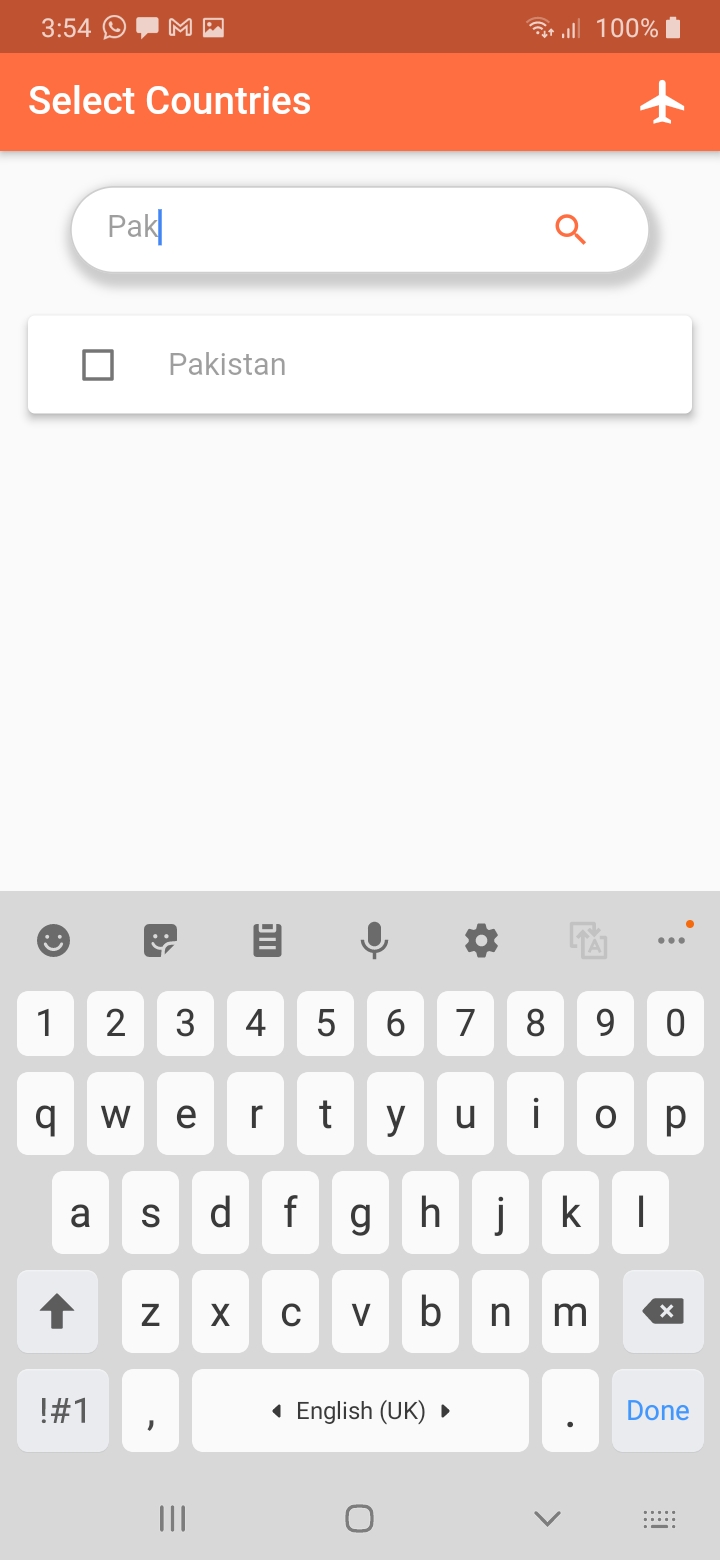 3:54 100%
Select Countries
Pak
Pakistan
1 2 3 4 5 6 7 8 9 0
q w e r t y u i o p
a s d f g h j k l
z x c v b n m
!#1 , English (UK) . Done